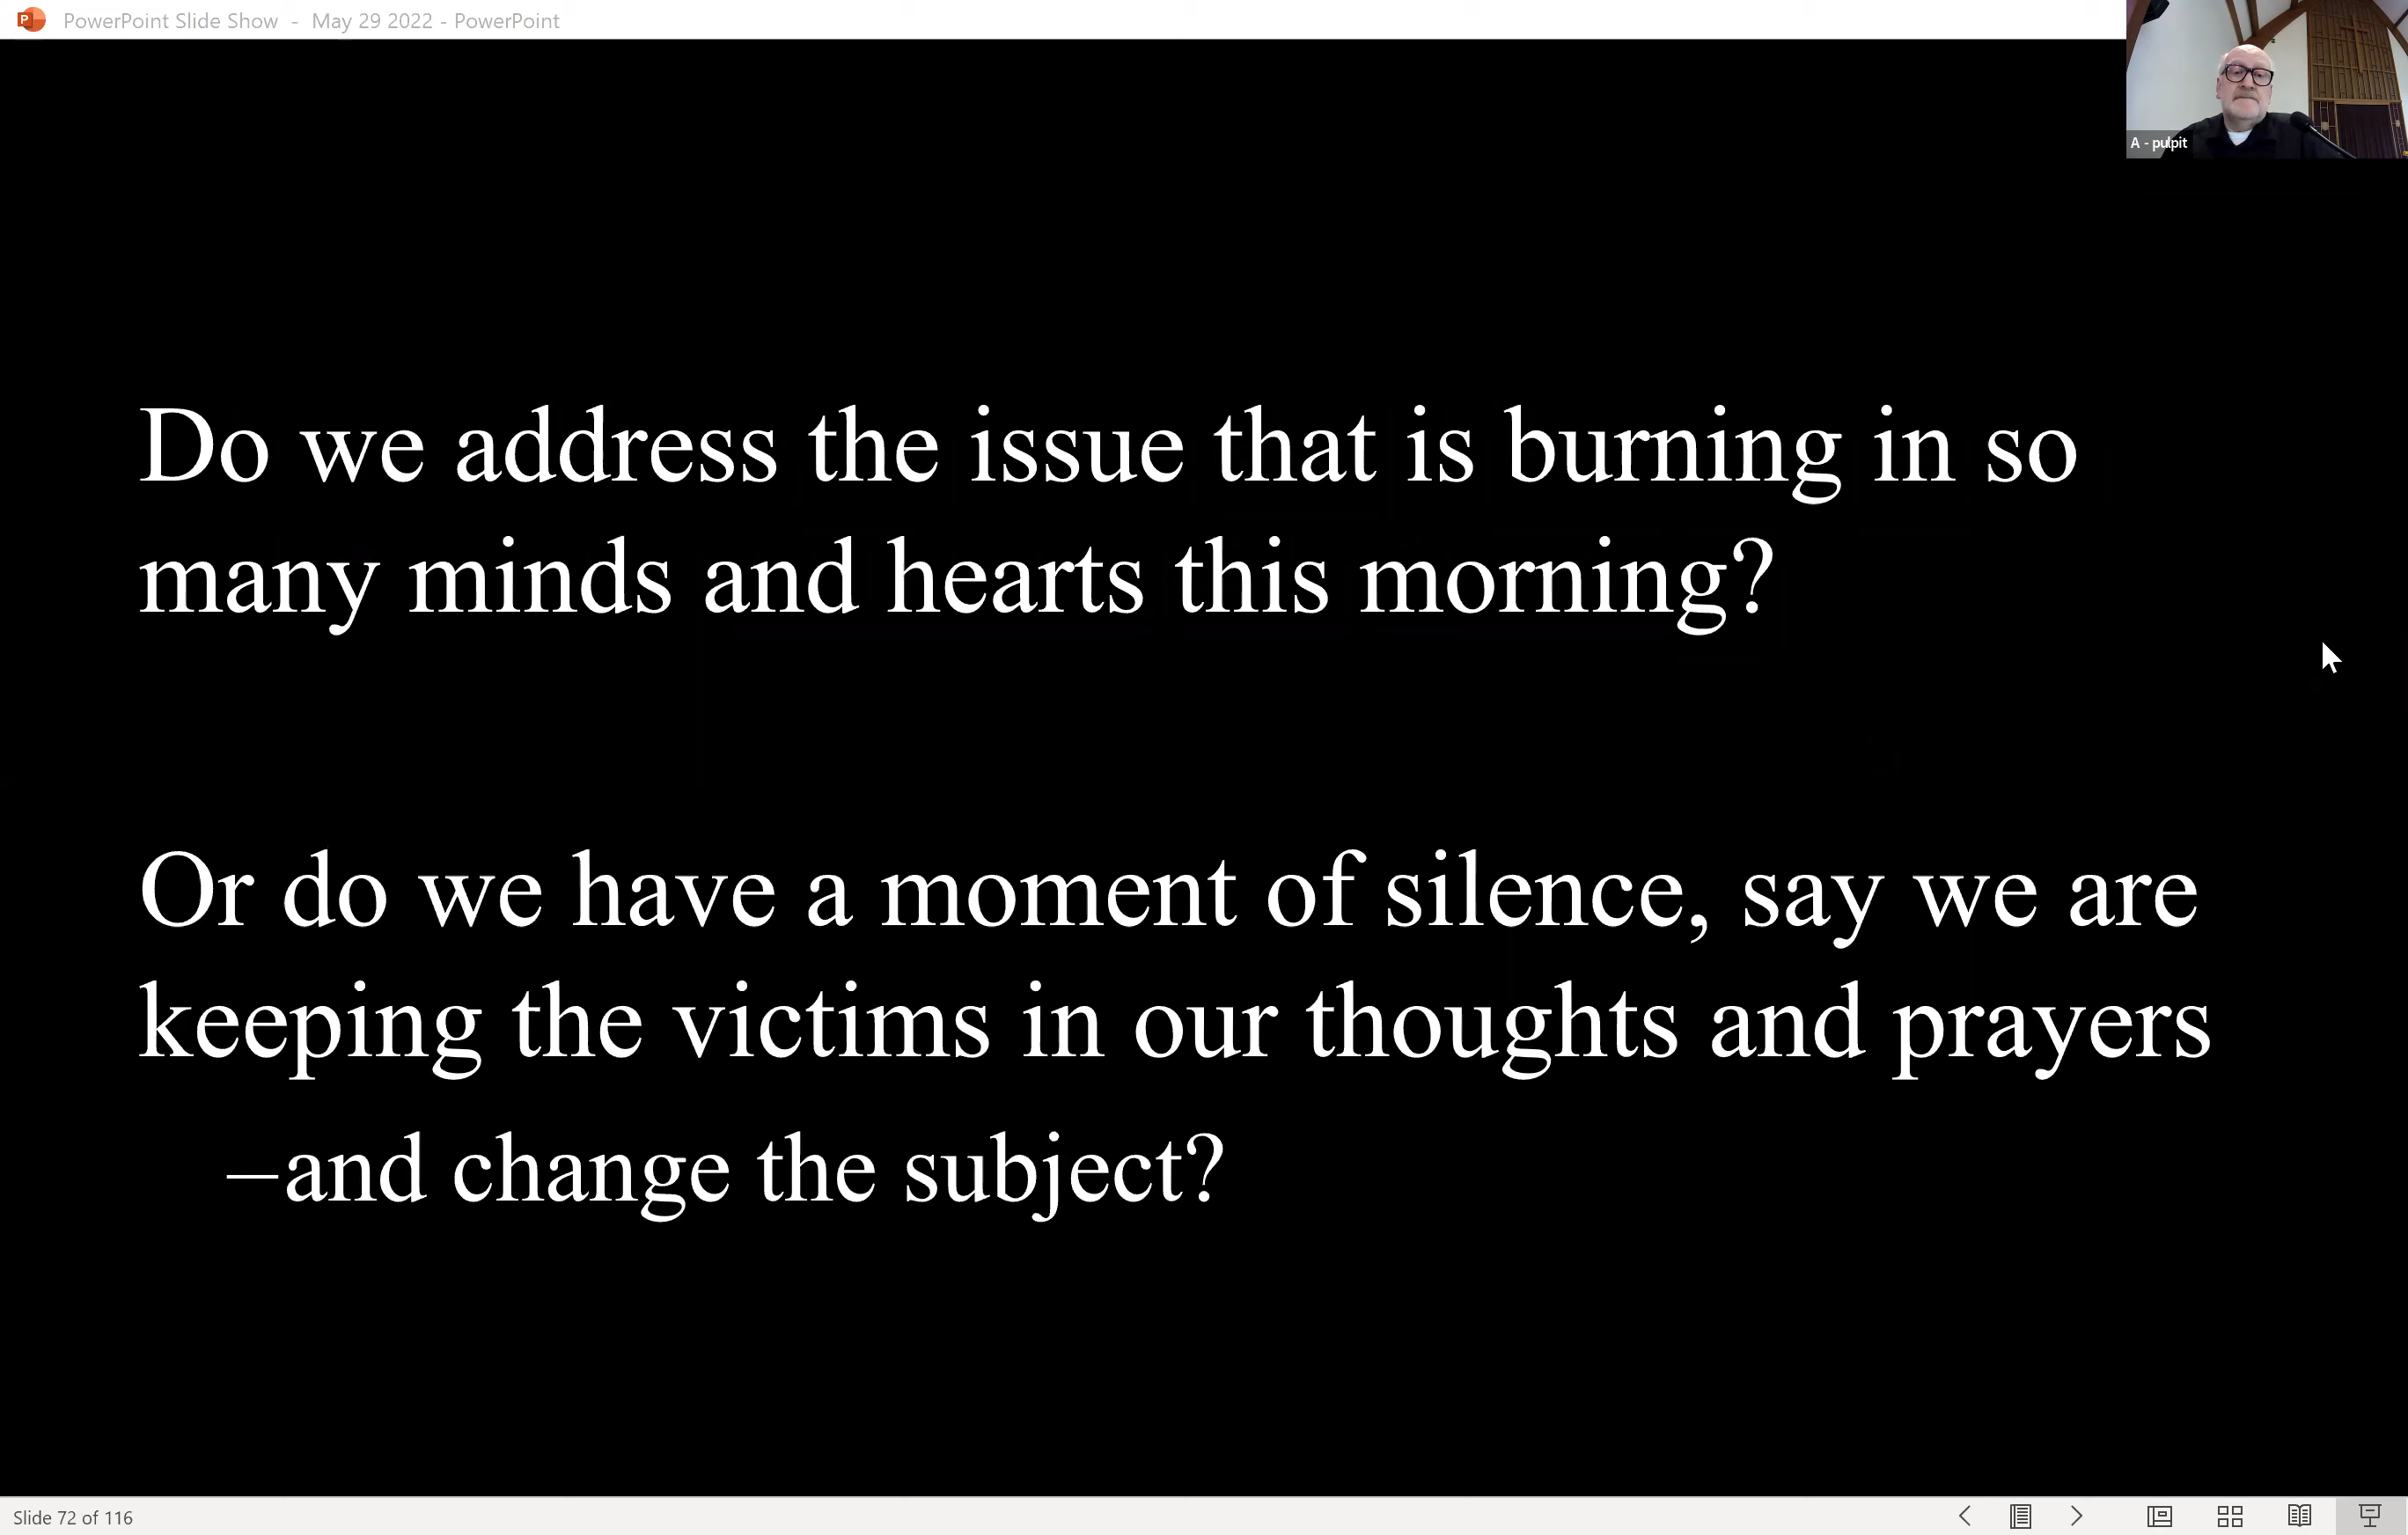 PowerPoint Slide Show - May 29 2022 - PowerPoint
A - pulpit
Do we address the issue that is burning in so
many minds and hearts this morning?
Or do we have a moment of silence, say we are
keeping the victims in our thoughts and prayers
–and change the subject?
Slide 72 of 116